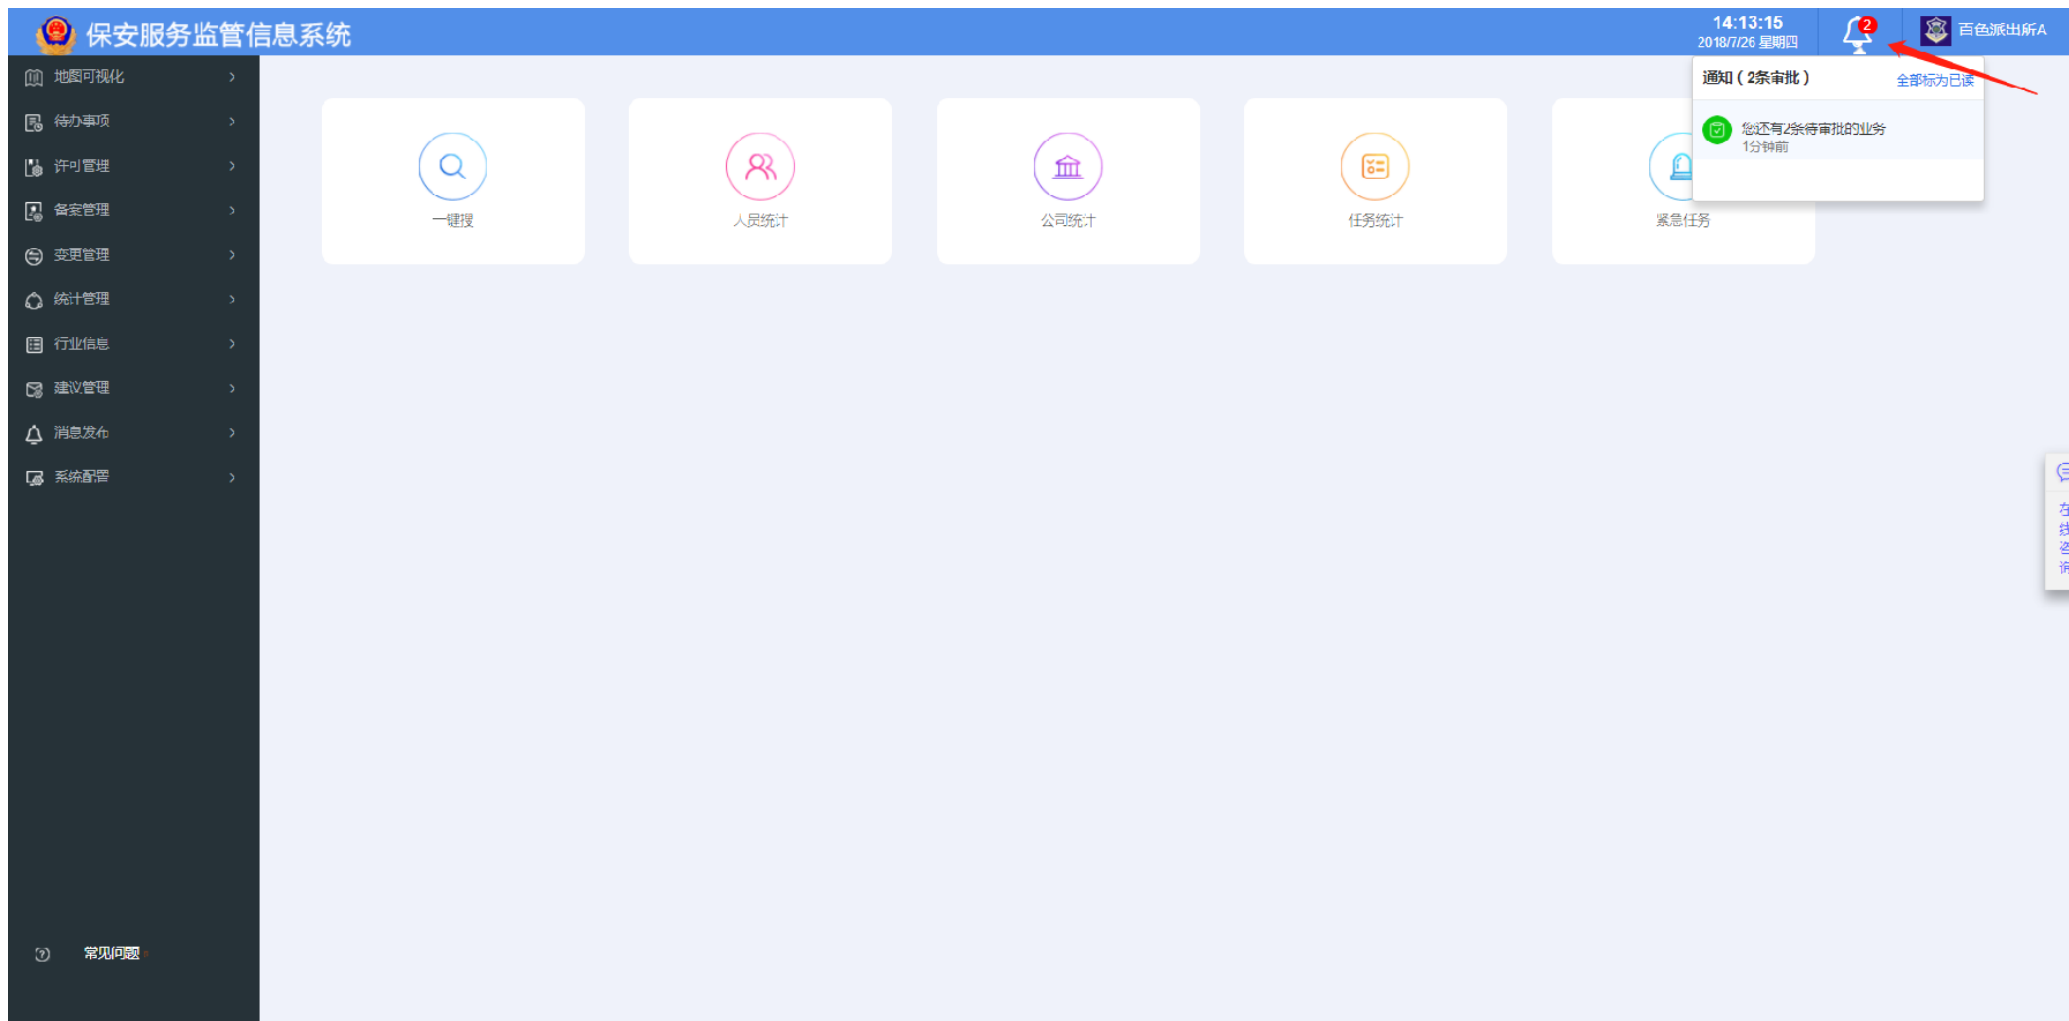 保安服务监管信息系统
14:13:15
2018/7/26 星期四
2
百色派出所A
地图可视化
待办事项
许可管理
备案管理
变更管理
统计管理
行业信息
建议管理
消息发布
系统配置
常见问题
一键搜
人员统计
公司统计
任务统计
紧急任务
通知(2条审批)
全部标为已读
您还有2条待审批的业务
1分钟前
在
线
咨
询